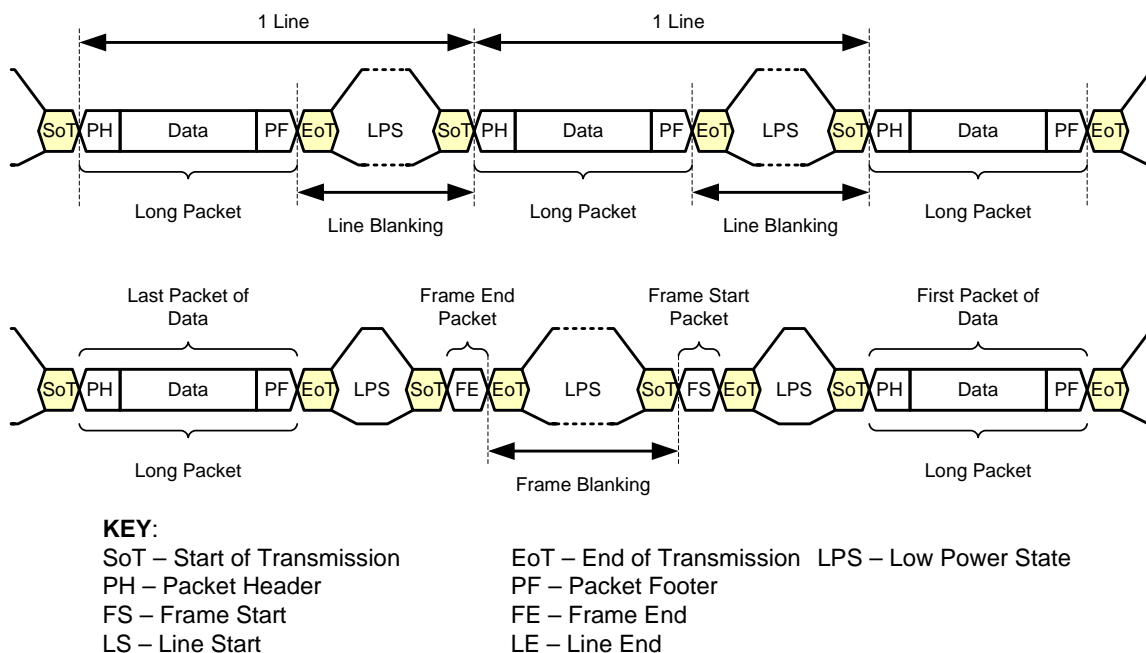 1 Line 1 Line
SoT PH Data PF EoT LPS SoT PH Data PF EoT LPS SoT PH Data PF EoT
Long Packet Long Packet Long Packet
Line Blanking Line Blanking
Last Packet of Frame End Frame Start First Packet of
Data Packet Packet Data
SoT PH Data PF EoT LPS SoT FE EoT LPS SoT FS EoT LPS SoT PH Data PF EoT
Long Packet Long Packet
Frame Blanking
KEY:
SoT – Start of Transmission EoT – End of Transmission LPS – Low Power State
PH – Packet Header PF – Packet Footer
FS – Frame Start FE – Frame End
LS – Line Start LE – Line End